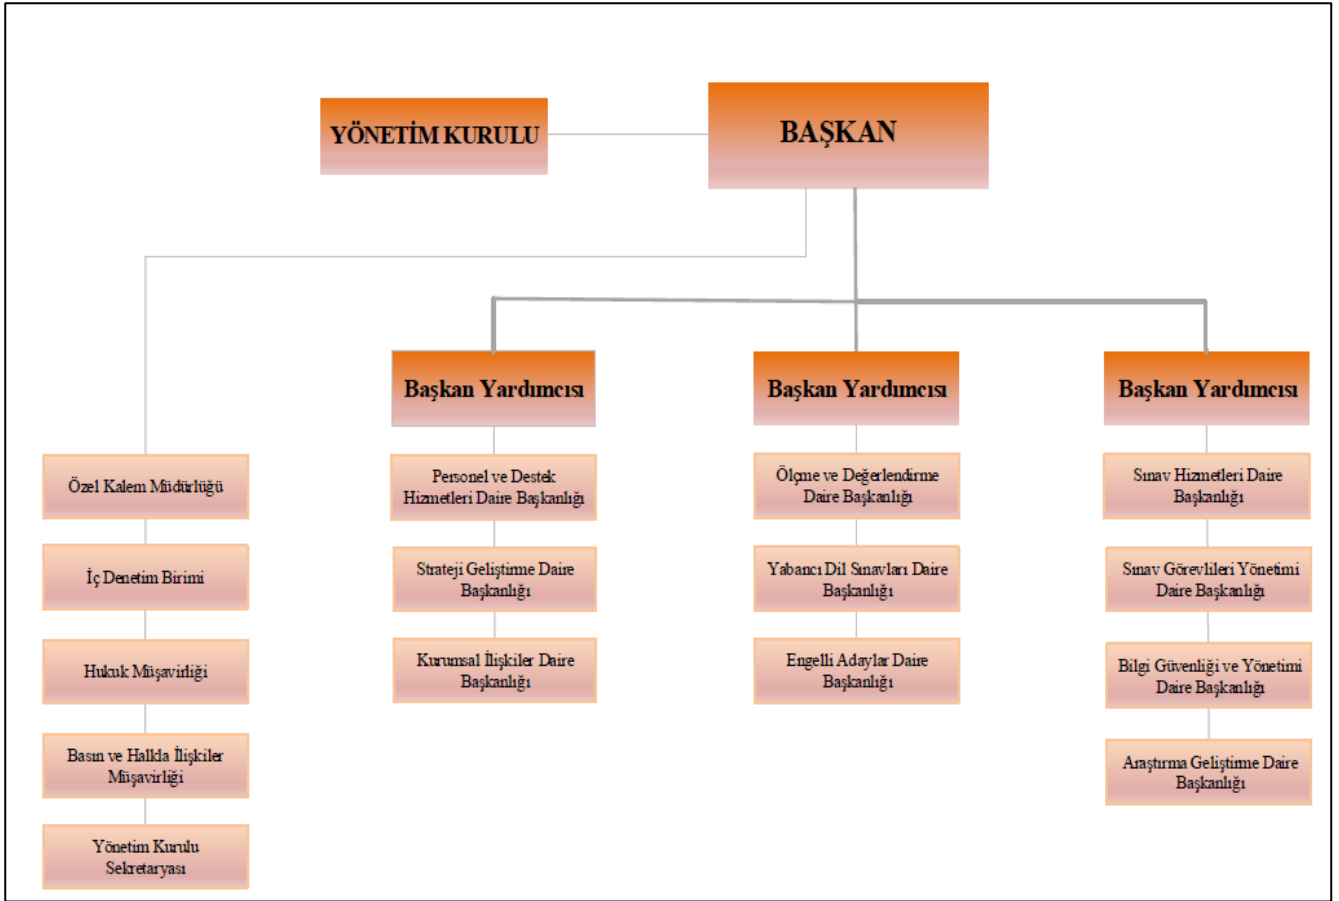 YÖNETİM KURULU
BAŞKAN
Başkan Yardımcısı
Başkan Yardımcısı
Başkan Yardımcısı
Özel Kalem Müdürlüğü
İç Denetim Birimi
Hukuk Müşavirliği
Basın ve Halkla İlişkiler
Müşavirliği
Yönetim Kurulu
Sekretaryası
Personel ve Destek
Hizmetleri Daire Başkanlığı
Strateji Geliştirme Daire
Başkanlığı
Kurumsal İlişkiler Daire
Başkanlığı
Ölçme ve Değerlendirme
Daire Başkanlığı
Yabancı Dil Sınavları Daire
Başkanlığı
Engelli Adaylar Daire
Başkanlığı
Sınav Hizmetleri Daire
Başkanlığı
Sınav Görevlileri Yönetimi
Daire Başkanlığı
Bilgi Güvenliği ve Yönetimi
Daire Başkanlığı
Araştırma Geliştirme Daire
Başkanlığı